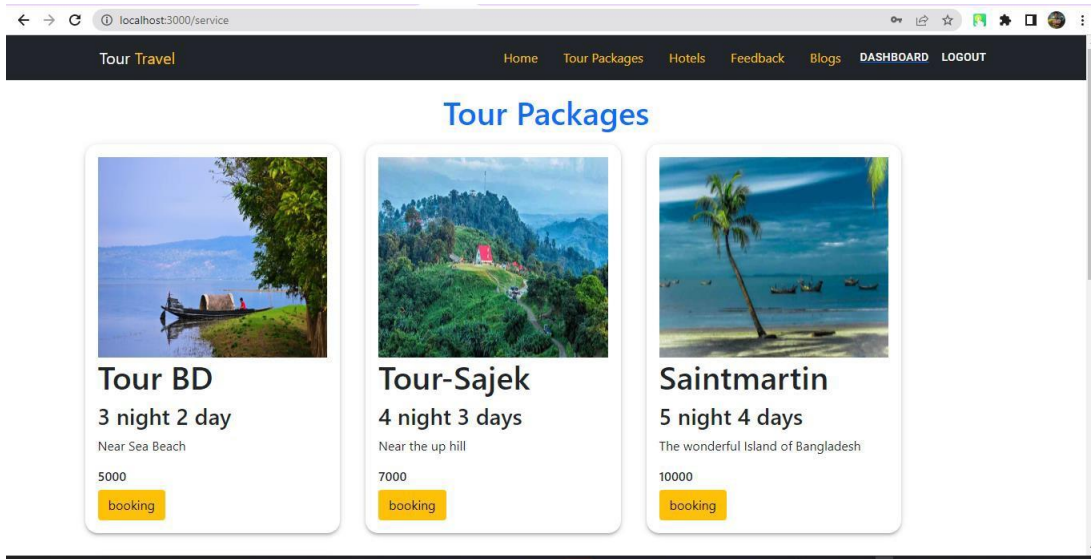 localhost:3000/service
Tour Travel
Home Tour Packages Hotels Feedback Blogs DASHBOARD LOGOUT
Tour Packages
Tour BD
3 night 2 day
Near Sea Beach
5000
booking
Tour-Sajek
4 night 3 days
Near the up hill
7000
booking
Saintmartin
5 night 4 days
The wonderful Island of Bangladesh
10000
booking